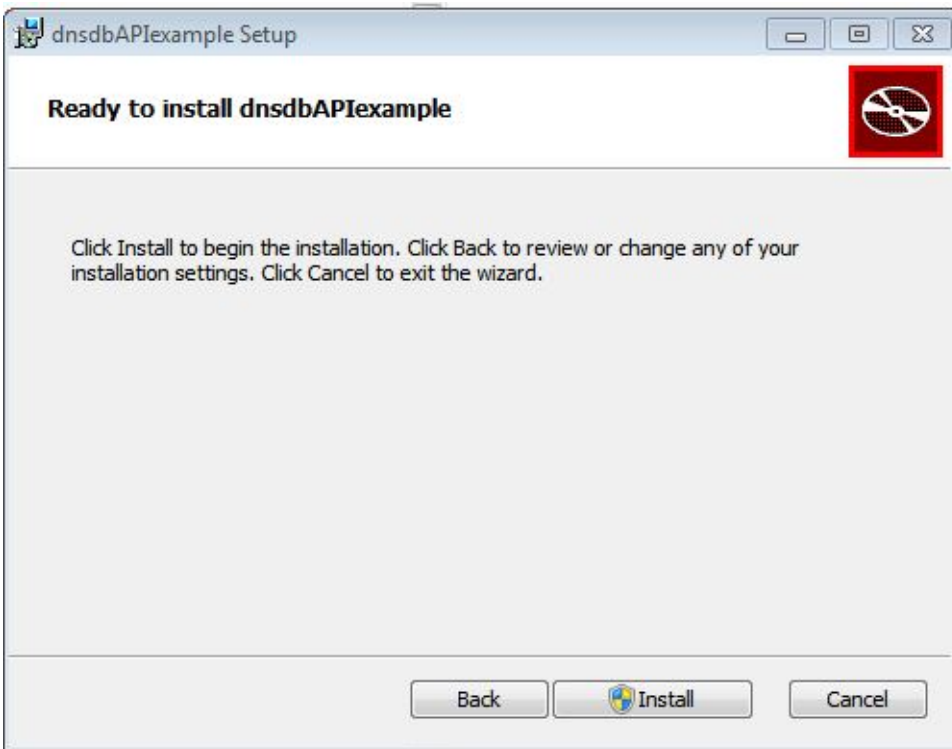 dnsdbAPIexample Setup
Ready to install dnsdbAPIexample
Click Install to begin the installation. Click Back to review or change any of your
installation settings. Click Cancel to exit the wizard.
Back
Install
Cancel